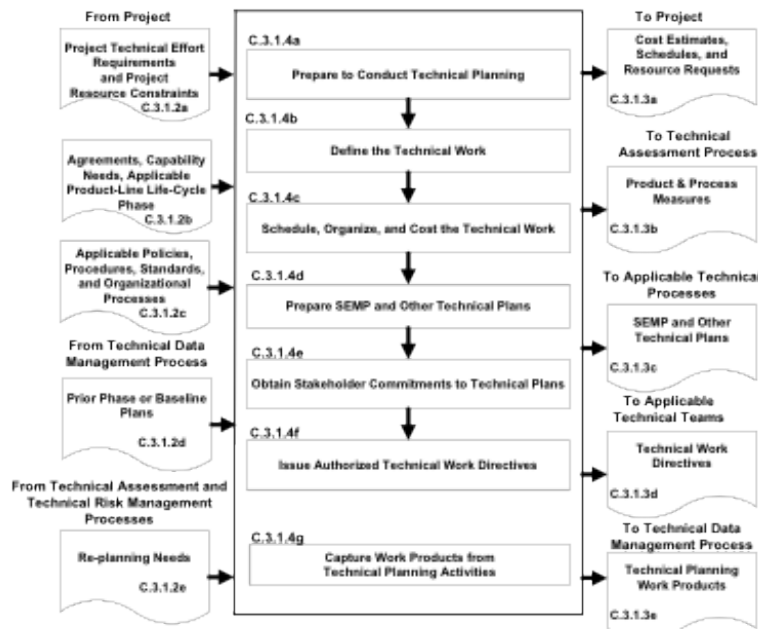 From Project
Project Technical Effort
Requirements
and Project
Resource Constraints
C.3.1.2a
Agreements, Capability
Needs, Applicable
Product-Line Life-Cycle
Phase
C.3.1.2b
Applicable Policies,
Procedures, Standards,
and Organizational
Processes
C.3.1.2c
From Technical Data
Management Process
Prior Phase or Baseline
Plans
C.3.1.2d
From Technical Assessment and
Technical Risk Management
Processes
Re-planning Needs
C.3.1.2e
C.3.1.4a
Prepare to Conduct Technical Planning
C.3.1.4b
Define the Technical Work
C.3.1.4c
Schedule, Organize, and Cost the Technical Work
C.3.1.4d
Prepare SEMP and Other Technical Plans
C.3.1.4e
Obtain Stakeholder Commitments to Technical Plans
C.3.1.4f
Issue Authorized Technical Work Directives
C.3.1.4g
Capture Work Products from
Technical Planning Activities
To Project
Cost Estimates,
Schedules, and
Resource Requests
C.3.1.3a
To Technical
Assessment Process
Product & Process
Measures
C.3.1.3b
To Applicable Technical
Processes
SEMP and Other
Technical Plans
C.3.1.3c
To Applicable
Technical Teams
Technical Work
Directives
C.3.1.3d
To Technical Data
Management Process
Technical Planning
Work Products
C.3.1.3e